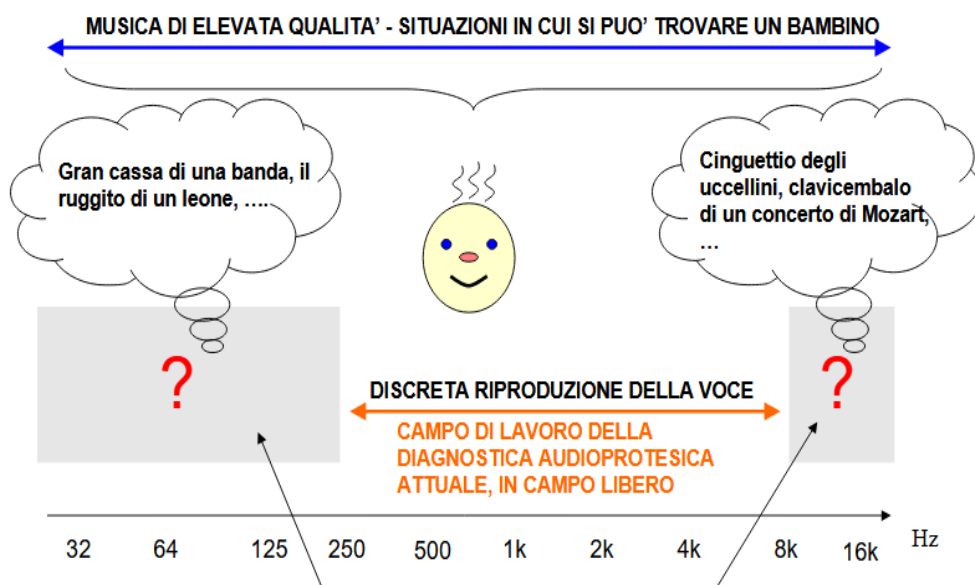 MUSICA DI ELEVATA QUALITA' - SITUAZIONI IN CUI SI PUO' TROVARE UN BAMBINO
Gran cassa di una banda, il
ruggito di un leone, ....
Cinguettio degli
uccellini, clavicembalo
di un concerto di Mozart,
...
?
?
DISCRETA RIPRODUZIONE DELLA VOCE
CAMPO DI LAVORO DELLA
DIAGNOSTICA AUDIOPROTESICA
ATTUALE, IN CAMPO LIBERO
32 64 125 250 500 1k 2k 4k 8k 16k Hz